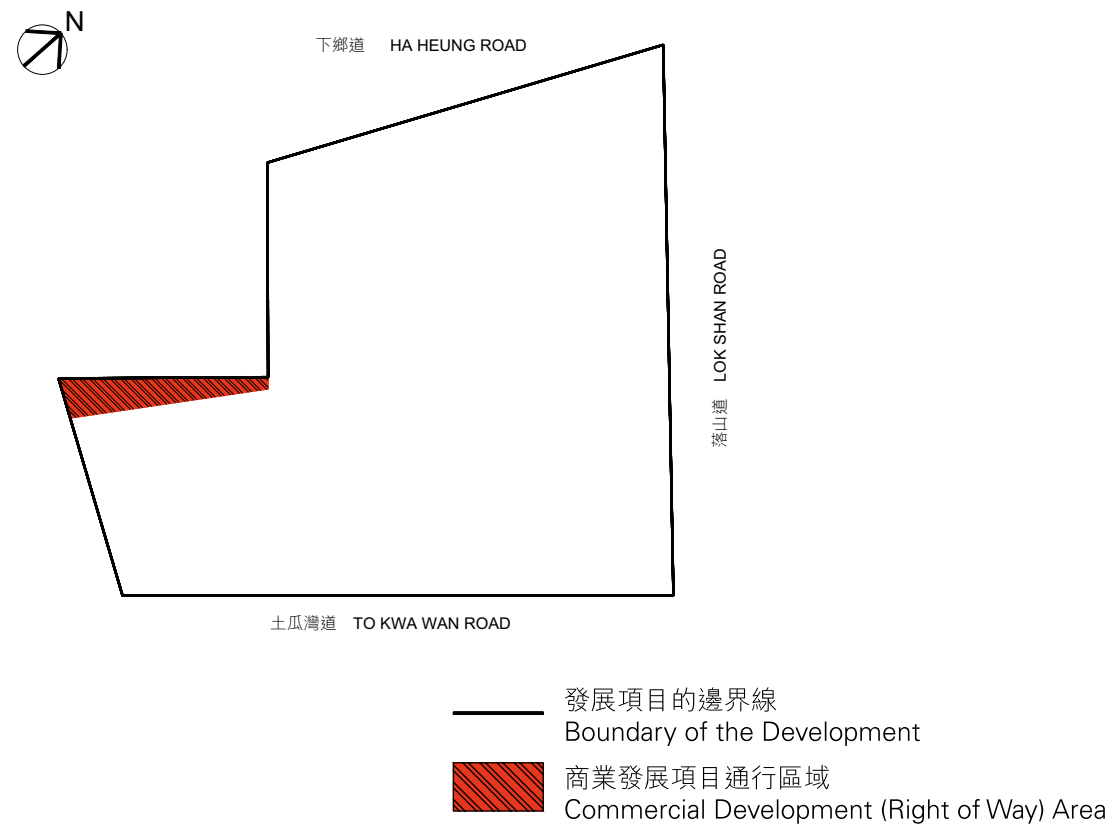 N
下鄉道 HA HEUNG ROAD
落山道 LOK SHAN ROAD
土瓜灣道 TO KWA WAN ROAD
發展項目的邊界線
Boundary of the Development
商業發展項目通行區域
Commercial Development (Right of Way) Area